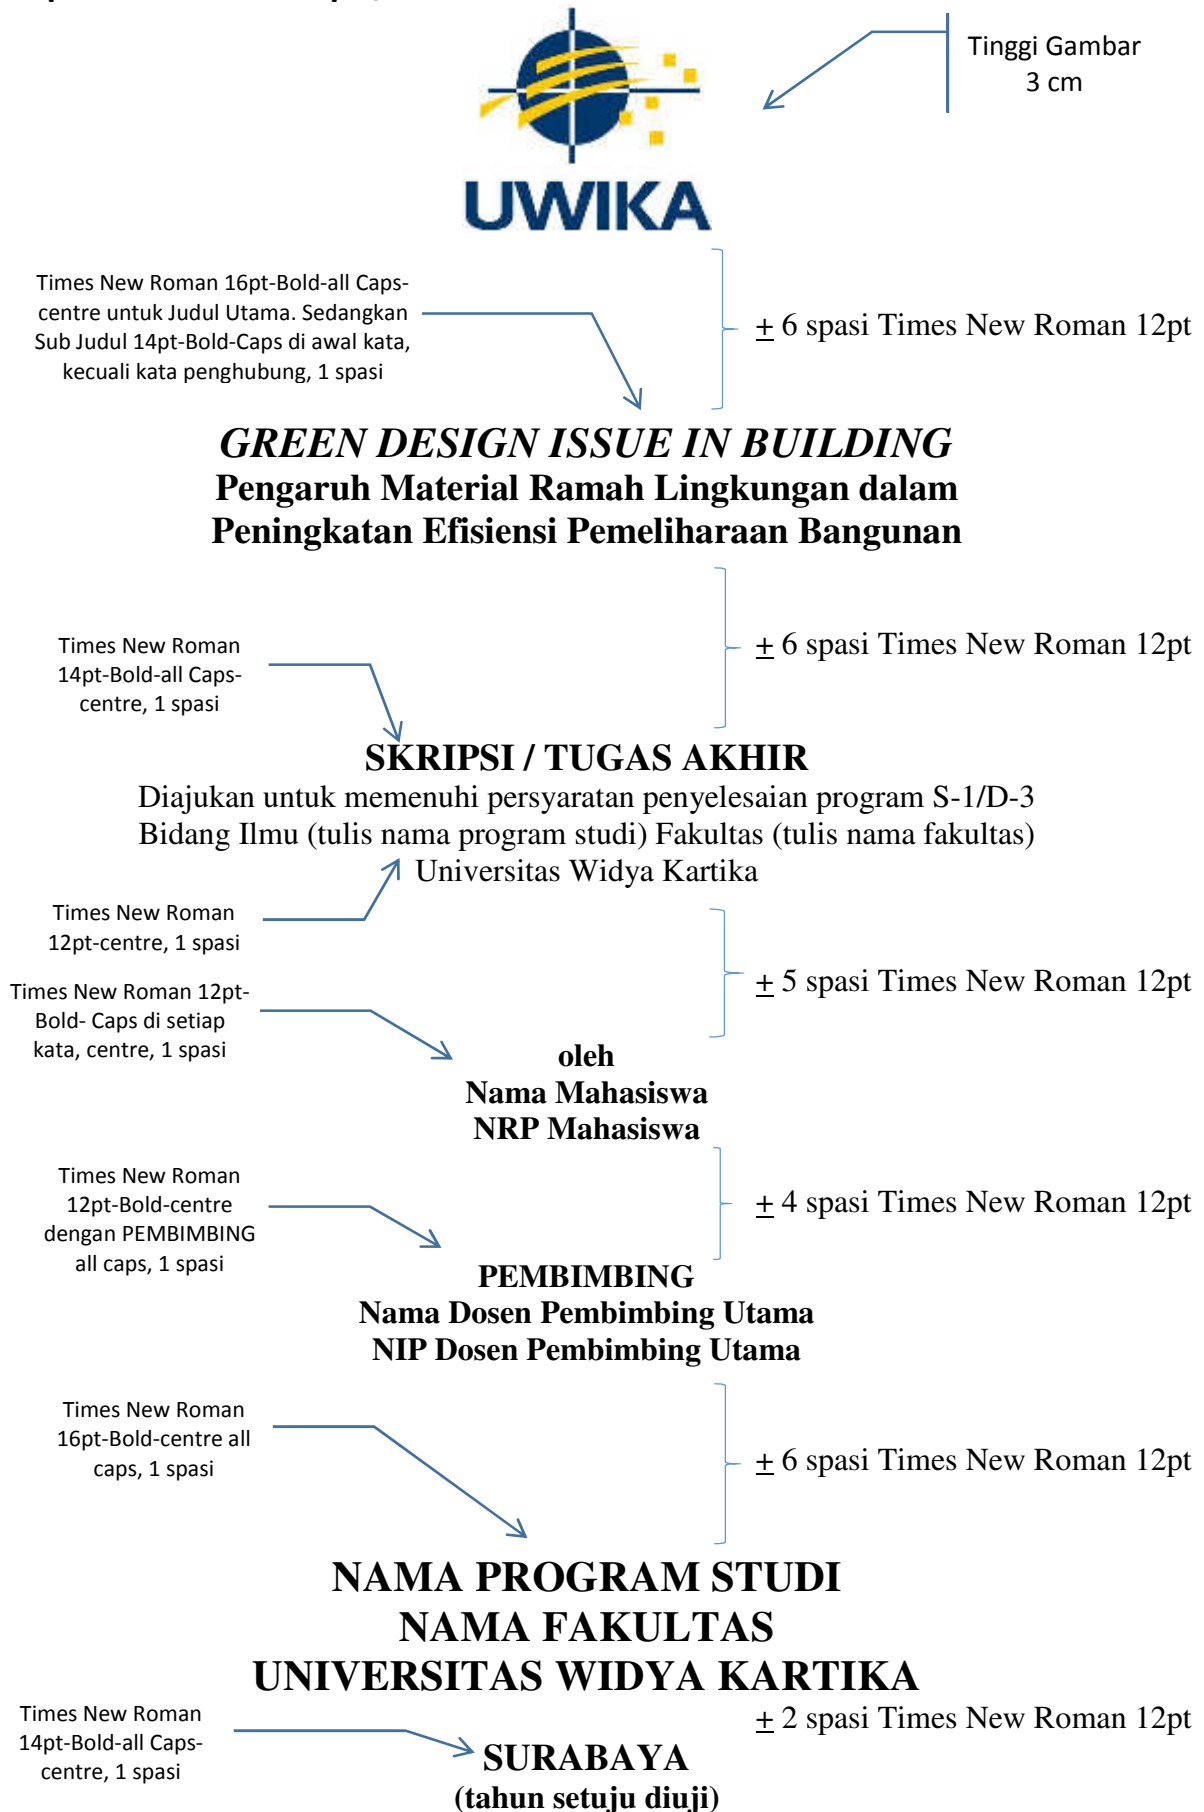 UWIKA
Tinggi Gambar
3 cm
Times New Roman 16pt-Bold-all Caps-
centre untuk Judul Utama. Sedangkan
Sub Judul 14pt-Bold-Caps di awal kata,
kecuali kata penghubung, 1 spasi
+ 6 spasi Times New Roman 12pt
GREEN DESIGN ISSUE IN BUILDING
Pengaruh Material Ramah Lingkungan dalam
Peningkatan Efisiensi Pemeliharaan Bangunan
+ 6 spasi Times New Roman 12pt
Times New Roman
14pt-Bold-all Caps-
centre, 1 spasi
SKRIPSI / TUGAS AKHIR
Diajukan untuk memenuhi persyaratan penyelesaian program S-1/D-3
Bidang Ilmu (tulis nama program studi) Fakultas (tulis nama fakultas)
Universitas Widya Kartika
Times New Roman
12pt-centre, 1 spasi
+ 5 spasi Times New Roman 12pt
Times New Roman 12pt-
Bold- Caps di setiap
kata, centre, 1 spasi
oleh
Nama Mahasiswa
NRP Mahasiswa
Times New Roman
12pt-Bold-centre
dengan PEMBIMBING
all caps, 1 spasi
+ 4 spasi Times New Roman 12pt
PEMBIMBING
Nama Dosen Pembimbing Utama
NIP Dosen Pembimbing Utama
Times New Roman
16pt-Bold-centre all
caps, 1 spasi
+ 6 spasi Times New Roman 12pt
NAMA PROGRAM STUDI
NAMA FAKULTAS
UNIVERSITAS WIDYA KARTIKA
+ 2 spasi Times New Roman 12pt
Times New Roman
14pt-Bold-all Caps-
centre, 1 spasi
SURABAYA
(tahun setuju diuji)